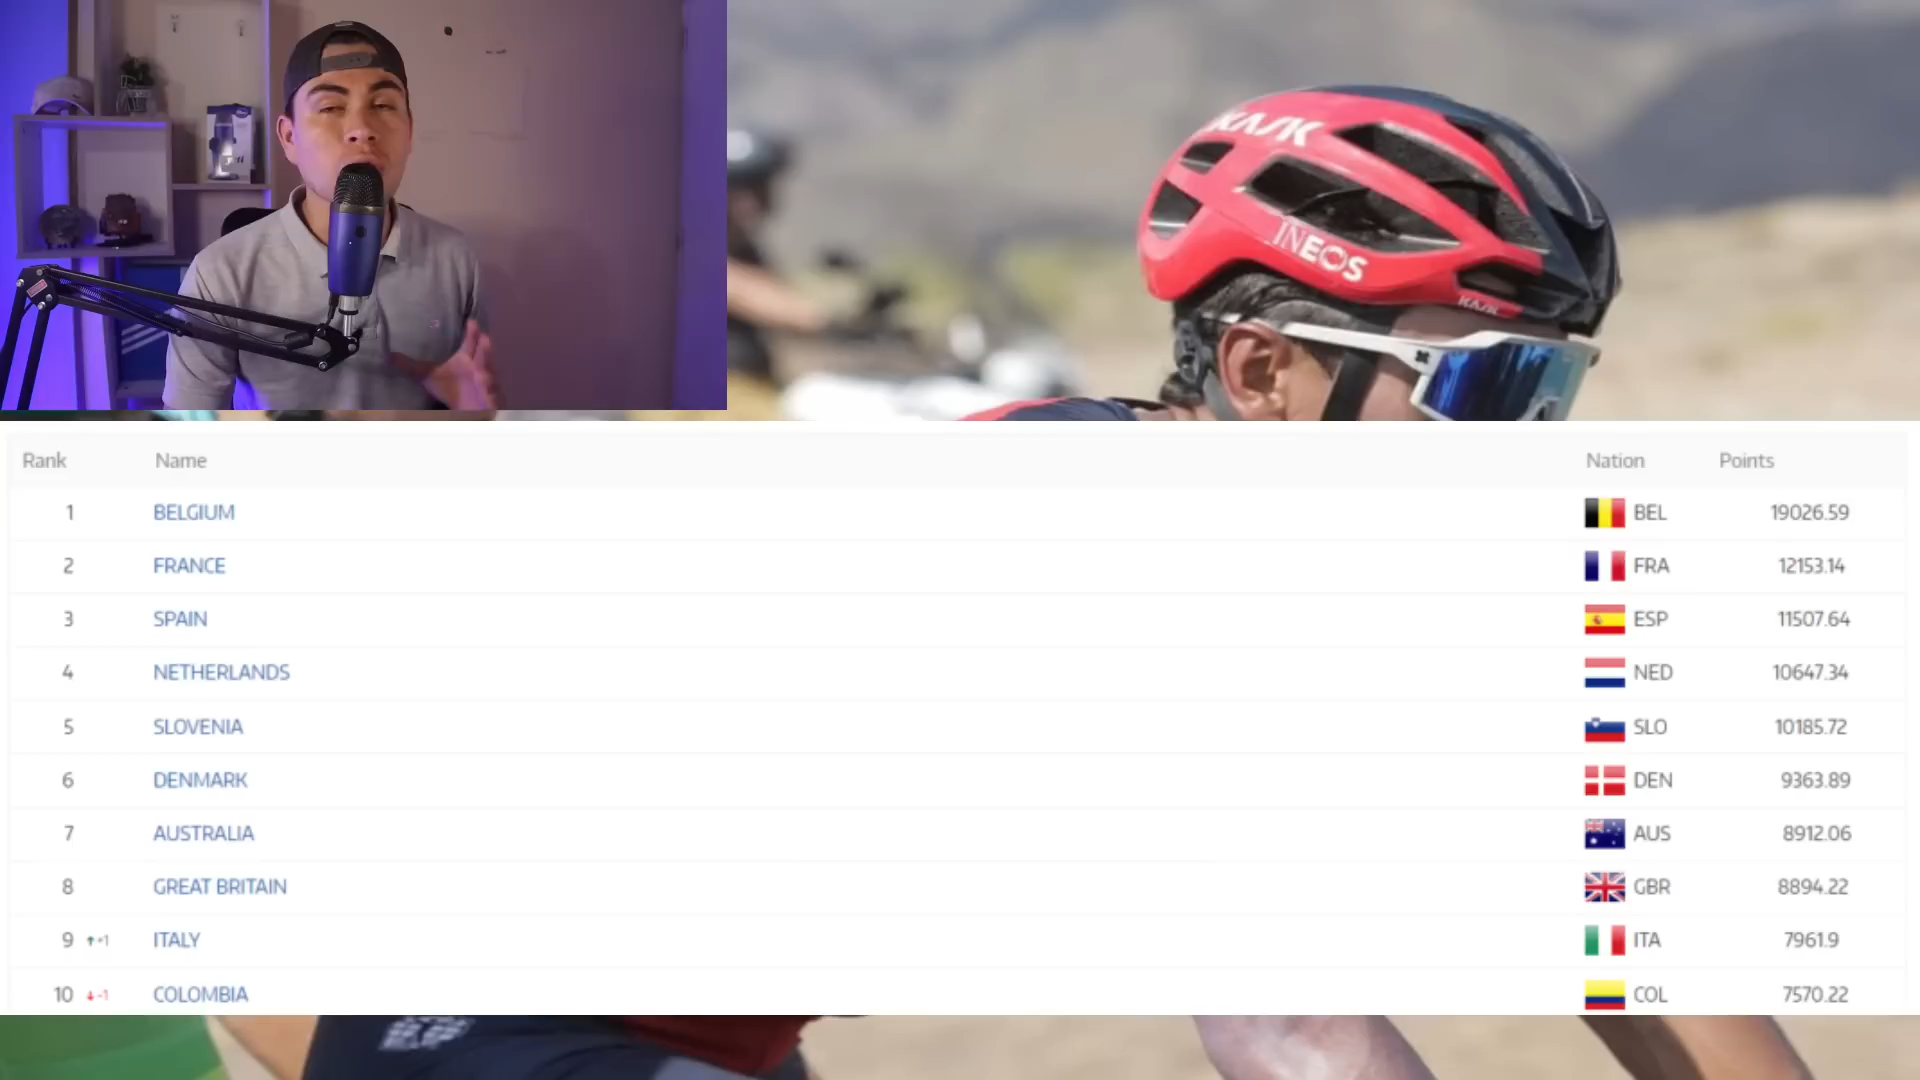 KASK
INEOS
KASK
Rank Name Nation Points
1 BELGIUM BEL 19026.59
2 FRANCE FRA 12153.14
3 SPAIN ESP 11507.64
4 NETHERLANDS NED 10647.34
5 SLOVENIA SLO 10185.72
6 DENMARK DEN 9363.89
7 AUSTRALIA AUS 8912.06
8 GREAT BRITAIN GBR 8894.22
9 +1 ITALY ITA 7961.9
10 -1 COLOMBIA COL 7570.22